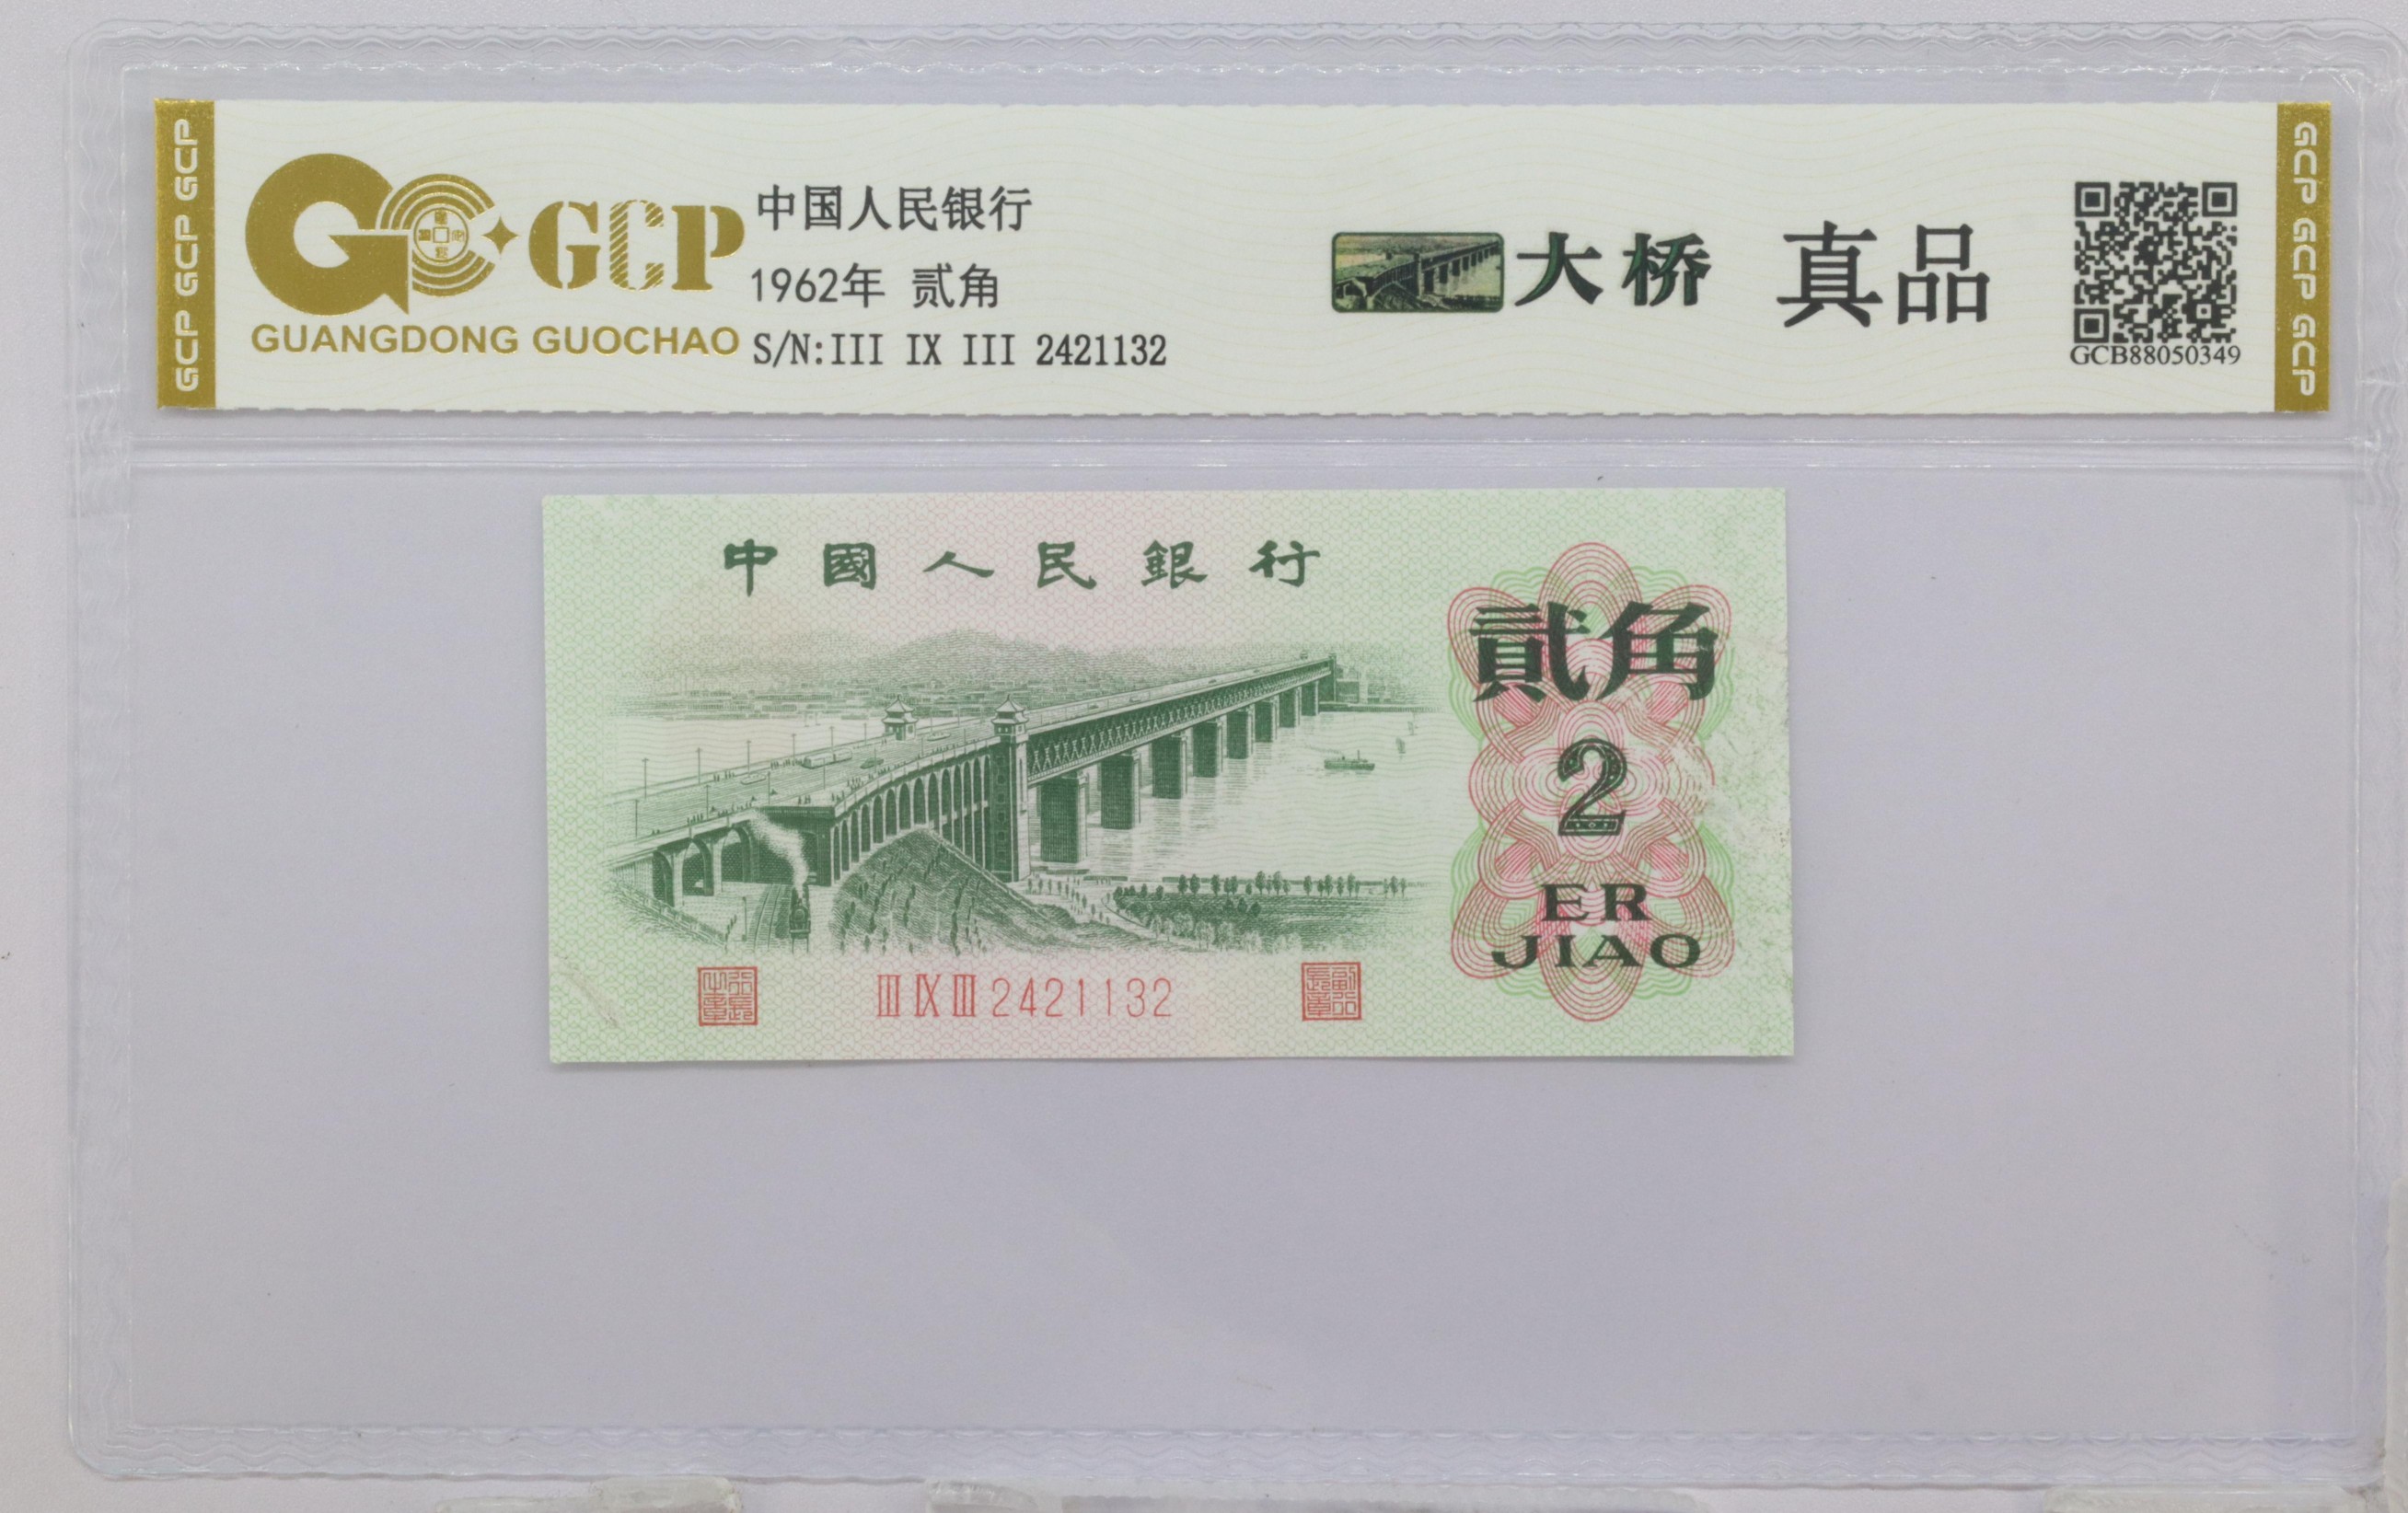 GCP GCP GCP
GCP
GUANGDONG GUOCHAO
中国人民银行
1962年 贰角
S/N:III IX III 2421132
大桥 真品
GCB88050349
GCP GCP GCP
中國人民銀行
貳角
2
ER
JIAO
III IX III 2421132